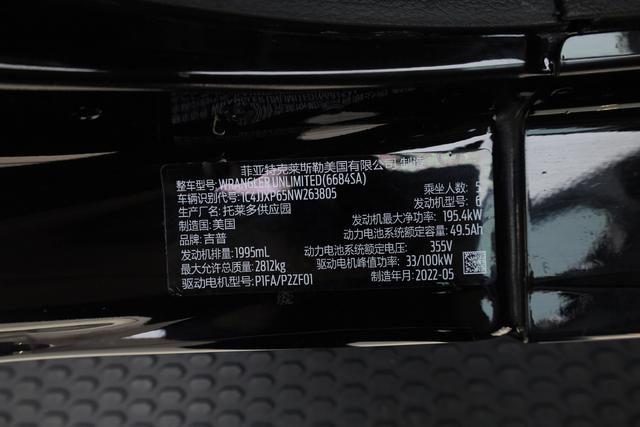 菲亚特克莱斯勒美国有限公司 制造
整车型号: WRANGLER UNLIMITED(6684SA)
车辆识别代号: 1C4JJXP65NW263805 乘坐人数: 5
生产厂厂: 托莱多供应园 发动机型号: 6
制造国: 美国 发动机最大净功率: 195.4kW
品牌: 吉普 动力电池系统额定容量: 49.5Ah
发动机排量: 1995mL 动力电池系统额定电压: 355V
最大允许总质量: 2812kg 驱动电机峰值功率: 33/100kW
驱动电机型号: P1FA/P2ZF01 制造年月: 2022-05